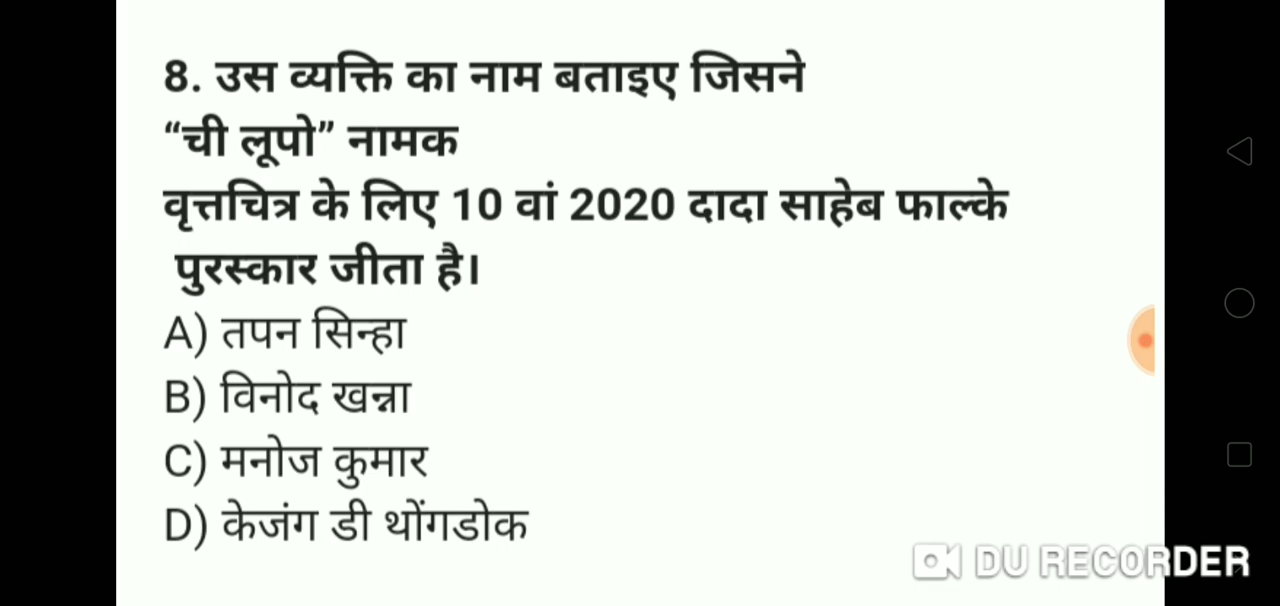 8. उस व्यक्ति का नाम बताइए जिसने
“ची लूपो” नामक
वृत्तचित्र के लिए 10 वां 2020 दादा साहेब फाल्के
पुरस्कार जीता है।
A) तपन सिन्हा
B) विनोद खन्ना
C) मनोज कुमार
D) केजंग डी थोंगडोक
DU RECORDER